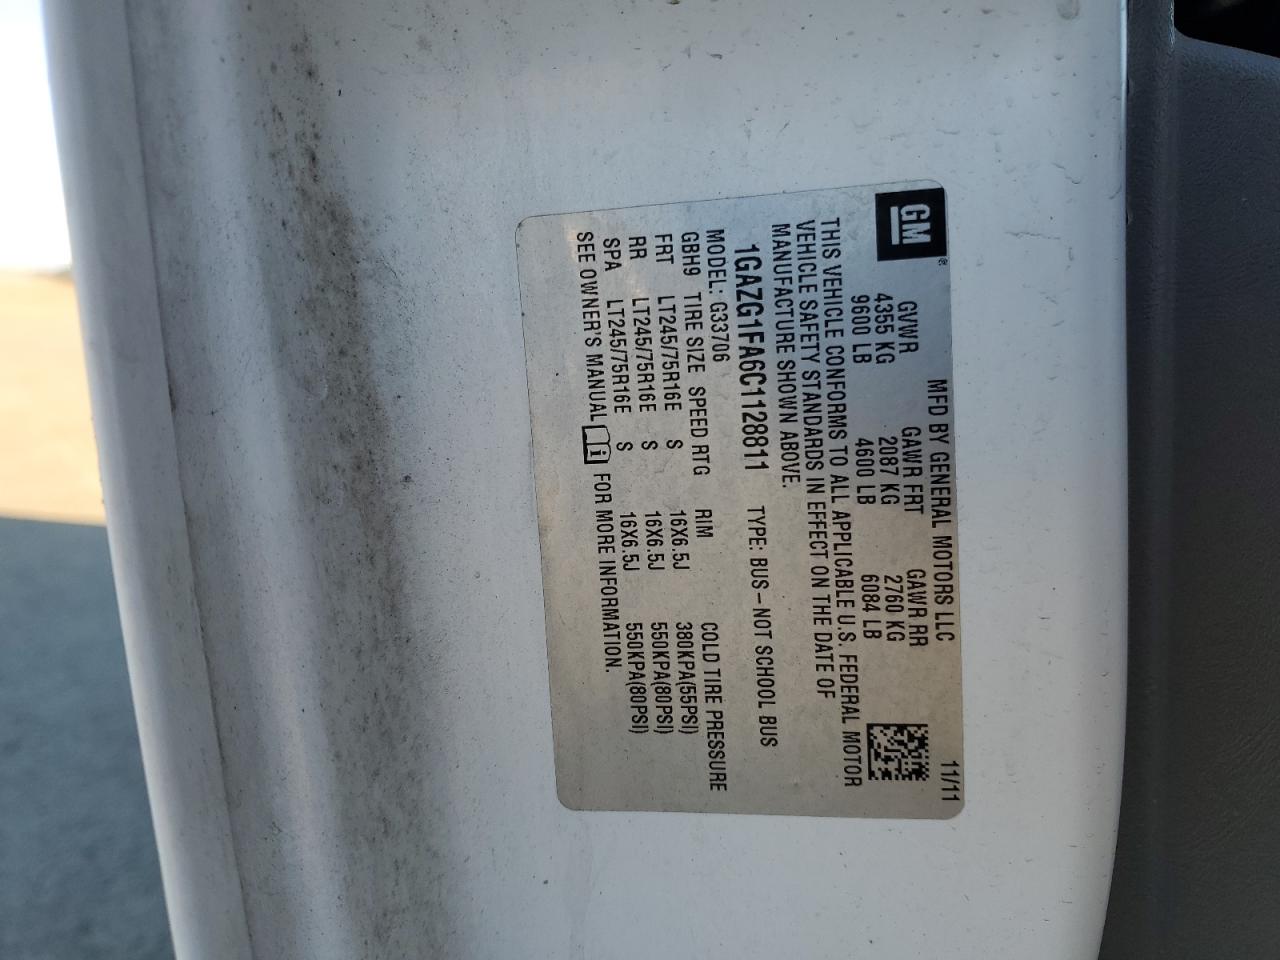 GM
MFD BY GENERAL MOTORS LLC 11/11
GVWR GAWR FRT GAWR RR
4355 KG 2087 KG 2760 KG
9600 LB 4600 LB 6084 LB
THIS VEHICLE CONFORMS TO ALL APPLICABLE U.S. FEDERAL MOTOR
VEHICLE SAFETY STANDARDS IN EFFECT ON THE DATE OF
MANUFACTURE SHOWN ABOVE.
1GAZG1FA6C1128811 TYPE: BUS–NOT SCHOOL BUS
MODEL: G33706
GBH9 TIRE SIZE SPEED RTG RIM COLD TIRE PRESSURE
FRT LT245/75R16E S 16X6.5J 380KPA(55PSI)
RR LT245/75R16E S 16X6.5J 550KPA(80PSI)
SPA LT245/75R16E S 16X6.5J 550KPA(80PSI)
SEE OWNER'S MANUAL i FOR MORE INFORMATION.